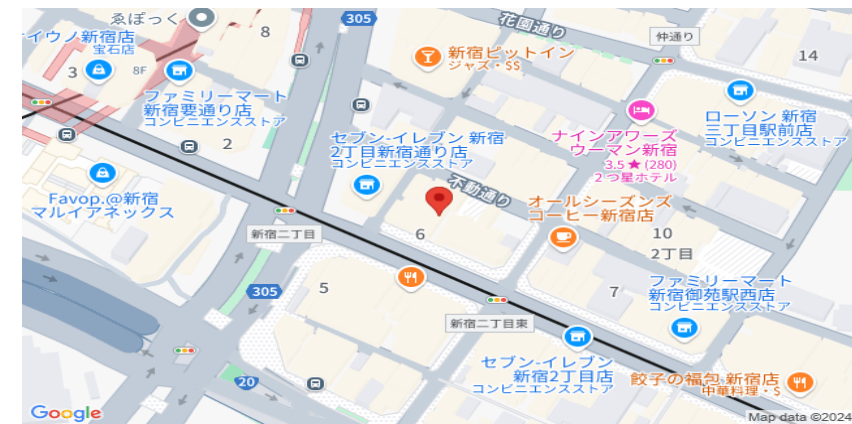 ゑぽっく
イウノ新宿店
宝石店
3
8F
8
305
花園通り
仲通り
14
新宿ピットイン
ジャズ・$$
ファミリーマート
新宿要通り店
コンビニエンスストア
2
セブン-イレブン 新宿
2丁目新宿通り店
コンビニエンスストア
ナインアワーズ
ウーマン新宿
3.5 ★ (280)
2 つ星ホテル
ローソン 新宿
三丁目駅前店
コンビニエンスストア
Favop.@新宿
マルイアネックス
不動通り
オールシーズンズ
コーヒー新宿店
新宿二丁目
6
10
2丁目
305
5
7
ファミリーマート
新宿御苑駅西店
コンビニエンスストア
新宿二丁目東
セブン-イレブン
新宿2丁目店
コンビニエンスストア
20
餃子の福包 新宿店
中華料理・$
Google
Map data ©2024